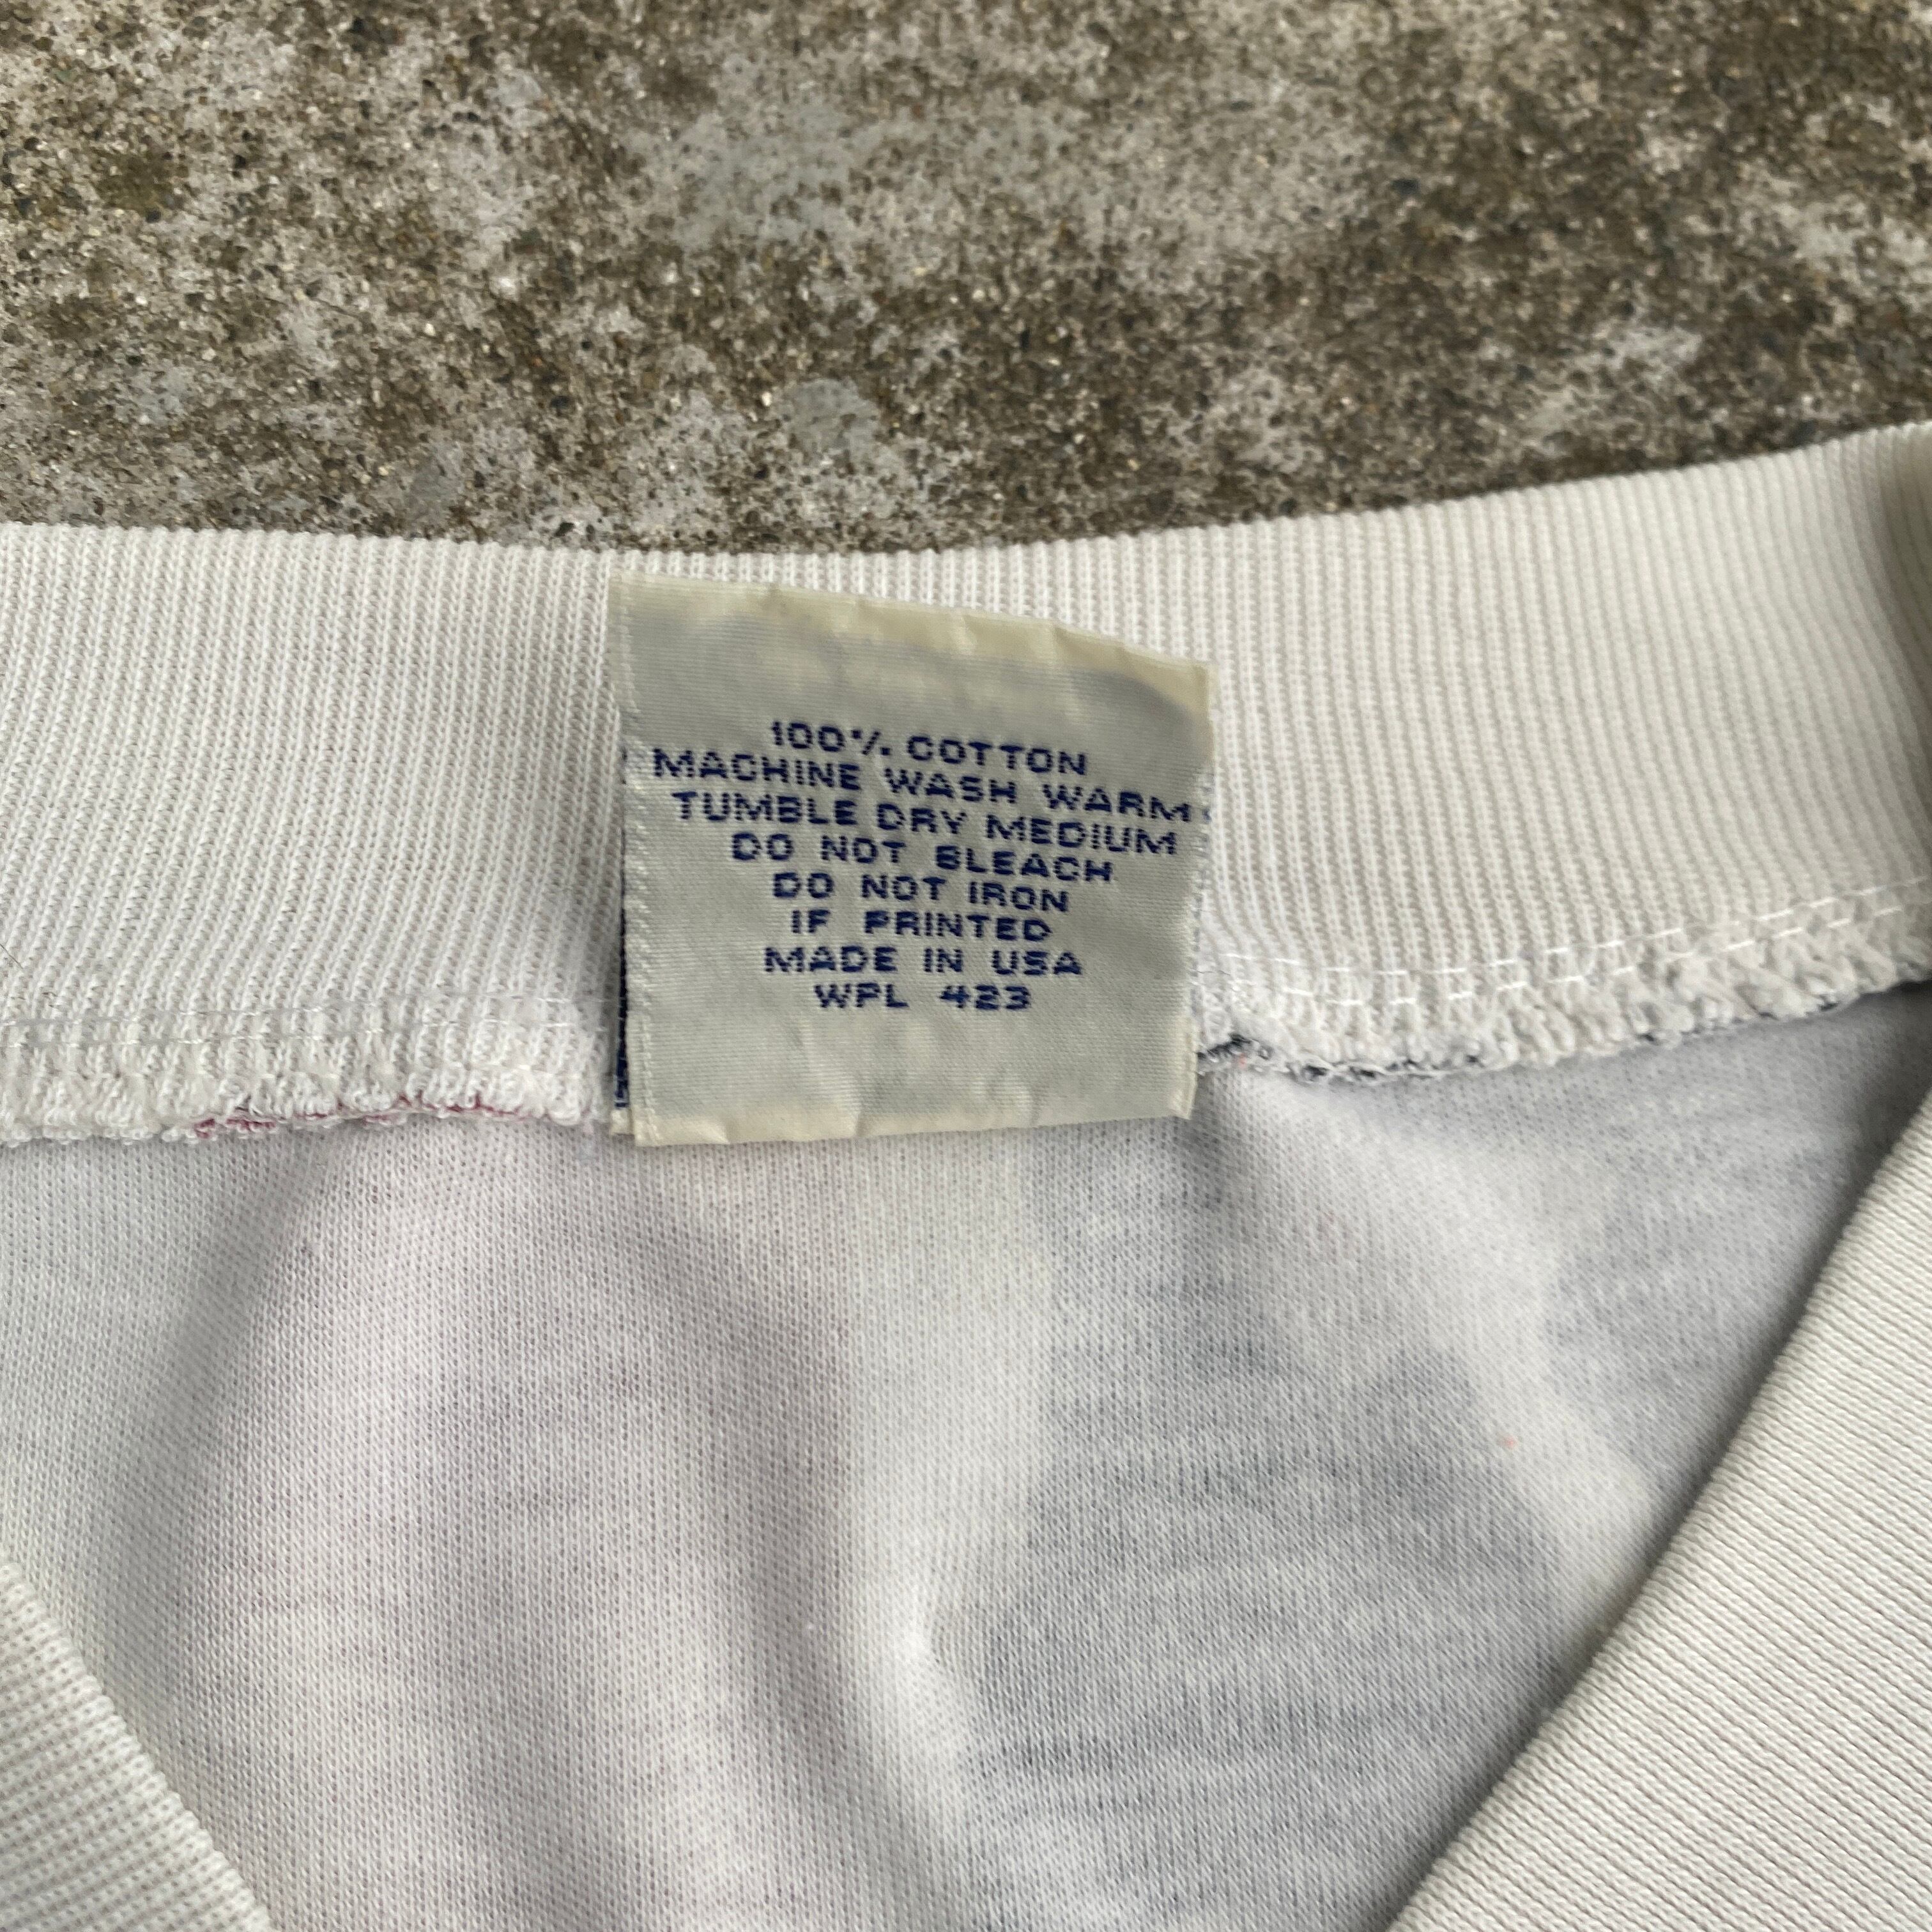 100% COTTON
MACHINE WASH WARM
TUMBLE DRY MEDIUM
DO NOT BLEACH
DO NOT IRON
IF PRINTED
MADE IN USA
WPL 423